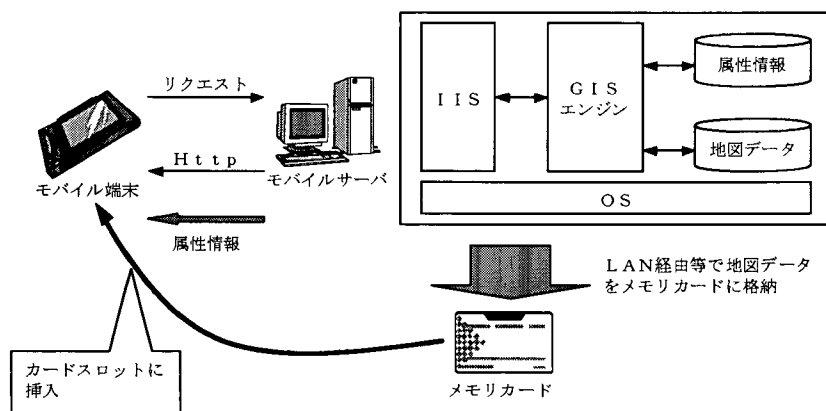 リクエスト
Http
モバイル端末
モバイルサーバ
属性情報
IIS
GIS
エンジン
属性情報
地図データ
OS
LAN経由等で地図データ
をメモリカードに格納
カードスロットに
挿入
メモリカード